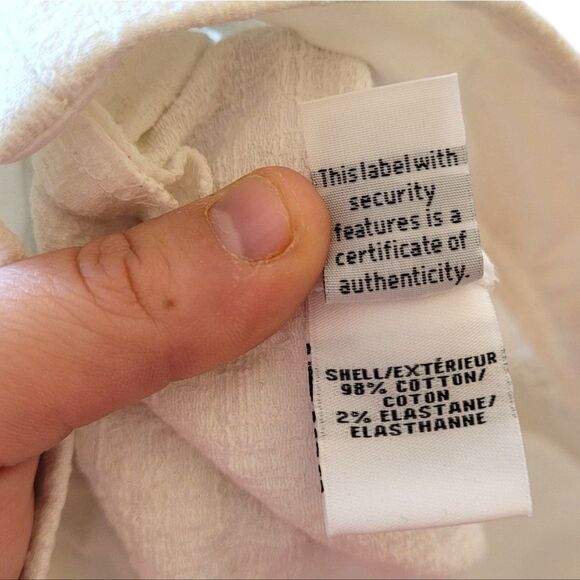 This label with
security
features is a
certificate of
authenticity.
SHELL/EXTÉRIEUR
98% COTTON/
COTON
2% ELASTANE/
ELASTHANNE